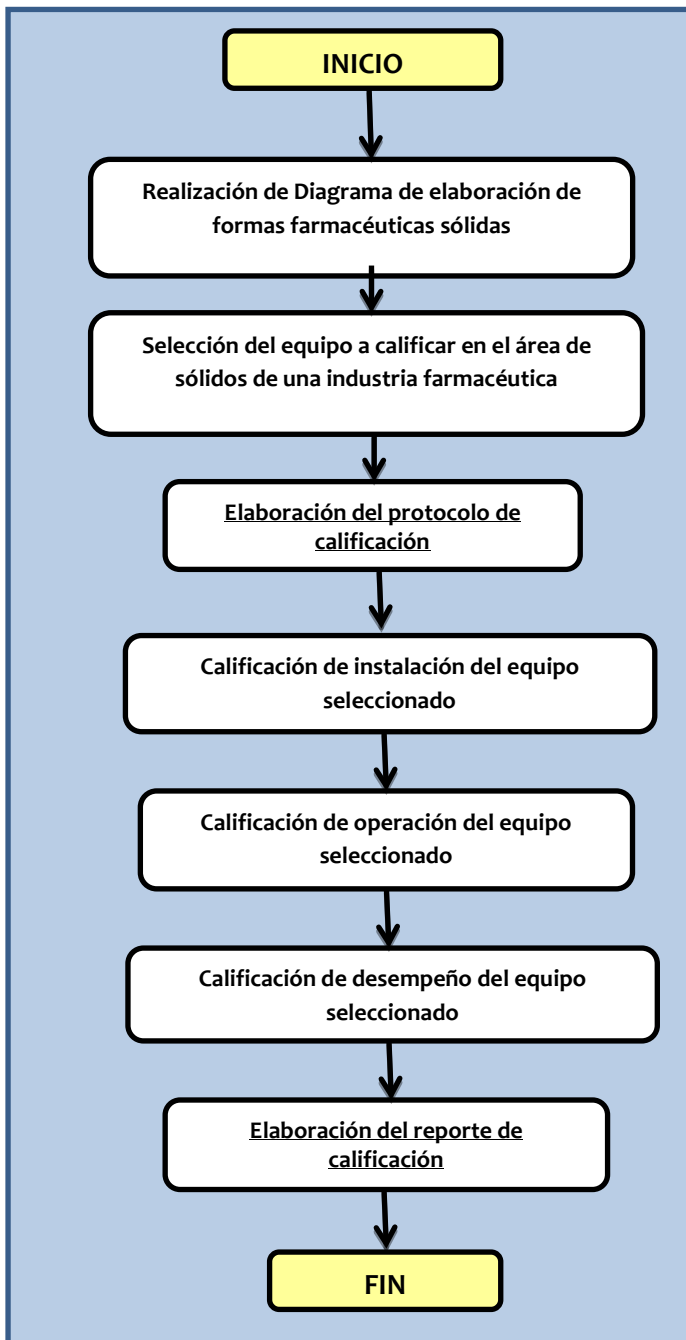 INICIO
Realización de Diagrama de elaboración de
formas farmacéuticas sólidas
Selección del equipo a calificar en el área de
sólidos de una industria farmacéutica
Elaboración del protocolo de
calificación
Calificación de instalación del equipo
seleccionado
Calificación de operación del equipo
seleccionado
Calificación de desempeño del equipo
seleccionado
Elaboración del reporte de
calificación
FIN